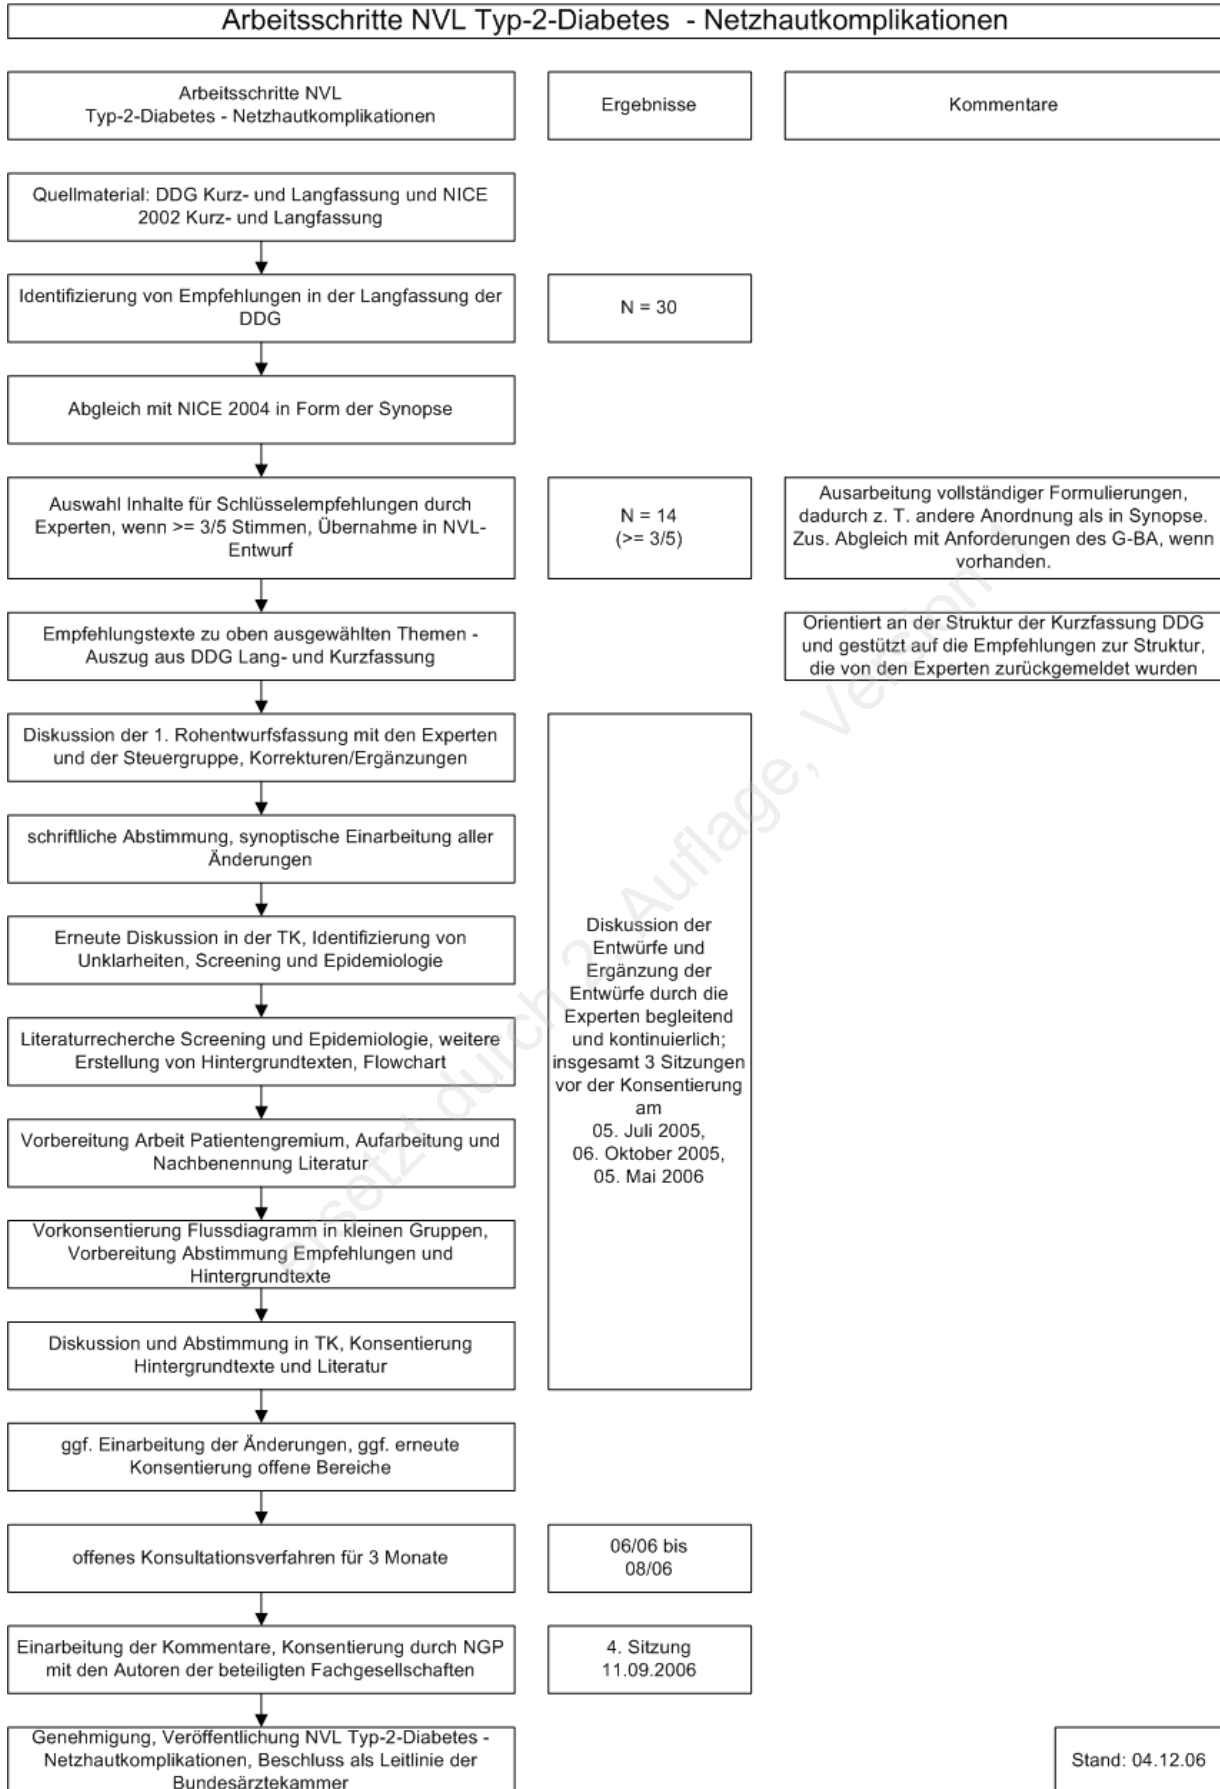 Arbeitsschritte NVL Typ-2-Diabetes - Netzhautkomplikationen
Arbeitsschritte NVL
Typ-2-Diabetes - Netzhautkomplikationen
Ergebnisse
Kommentare
Quellmaterial: DDG Kurz- und Langfassung und NICE
2002 Kurz- und Langfassung
Identifizierung von Empfehlungen in der Langfassung der
DDG
N = 30
Abgleich mit NICE 2004 in Form der Synopse
Auswahl Inhalte für Schlüsselempfehlungen durch
Experten, wenn >= 3/5 Stimmen, Übernahme in NVL-
Entwurf
N = 14
(>= 3/5)
Ausarbeitung vollständiger Formulierungen,
dadurch z. T. andere Anordnung als in Synopse.
Zus. Abgleich mit Anforderungen des G-BA, wenn
vorhanden.
Empfehlungstexte zu oben ausgewählten Themen -
Auszug aus DDG Lang- und Kurzfassung
Orientiert an der Struktur der Kurzfassung DDG
und gestützt auf die Empfehlungen zur Struktur,
die von den Experten zurückgemeldet wurden
Diskussion der 1. Rohentwurfsfassung mit den Experten
und der Steuergruppe, Korrekturen/Ergänzungen
schriftliche Abstimmung, synoptische Einarbeitung aller
Änderungen
Erneute Diskussion in der TK, Identifizierung von
Unklarheiten, Screening und Epidemiologie
Literaturrecherche Screening und Epidemiologie, weitere
Erstellung von Hintergrundtexten, Flowchart
Vorbereitung Arbeit Patientengremium, Aufarbeitung und
Nachbenennung Literatur
Vorkonsentierung Flussdiagramm in kleinen Gruppen,
Vorbereitung Abstimmung Empfehlungen und
Hintergrundtexte
Diskussion und Abstimmung in TK, Konsentierung
Hintergrundtexte und Literatur
Diskussion der
Entwürfe und
Ergänzung der
Entwürfe durch die
Experten begleitend
und kontinuierlich;
insgesamt 3 Sitzungen
vor der Konsentierung
am
05. Juli 2005,
06. Oktober 2005,
05. Mai 2006
ggf. Einarbeitung der Änderungen, ggf. erneute
Konsentierung offene Bereiche
offenes Konsultationsverfahren für 3 Monate
06/06 bis
08/06
Einarbeitung der Kommentare, Konsentierung durch NGP
mit den Autoren der beteiligten Fachgesellschaften
4. Sitzung
11.09.2006
Genehmigung, Veröffentlichung NVL Typ-2-Diabetes -
Netzhautkomplikationen, Beschluss als Leitlinie der
Bundesärztekammer
Stand: 04.12.06
ersetzt durch 2. Auflage, Version 1